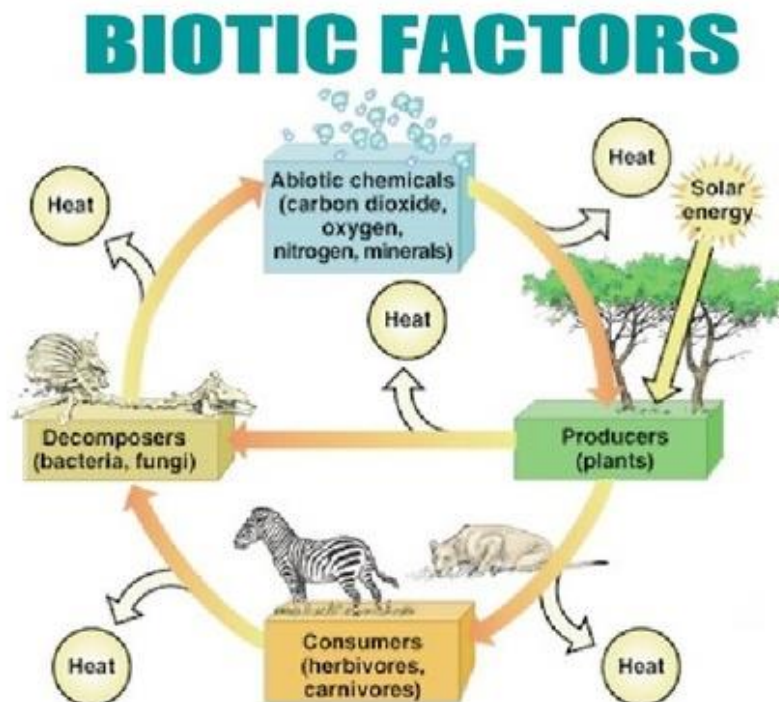 BIOTIC FACTORS
Heat
Abiotic chemicals
(carbon dioxide,
oxygen,
nitrogen, minerals)
Heat
Solar
energy
Heat
Decomposers
(bacteria, fungi)
Producers
(plants)
Heat
Consumers
(herbivores,
carnivores)
Heat